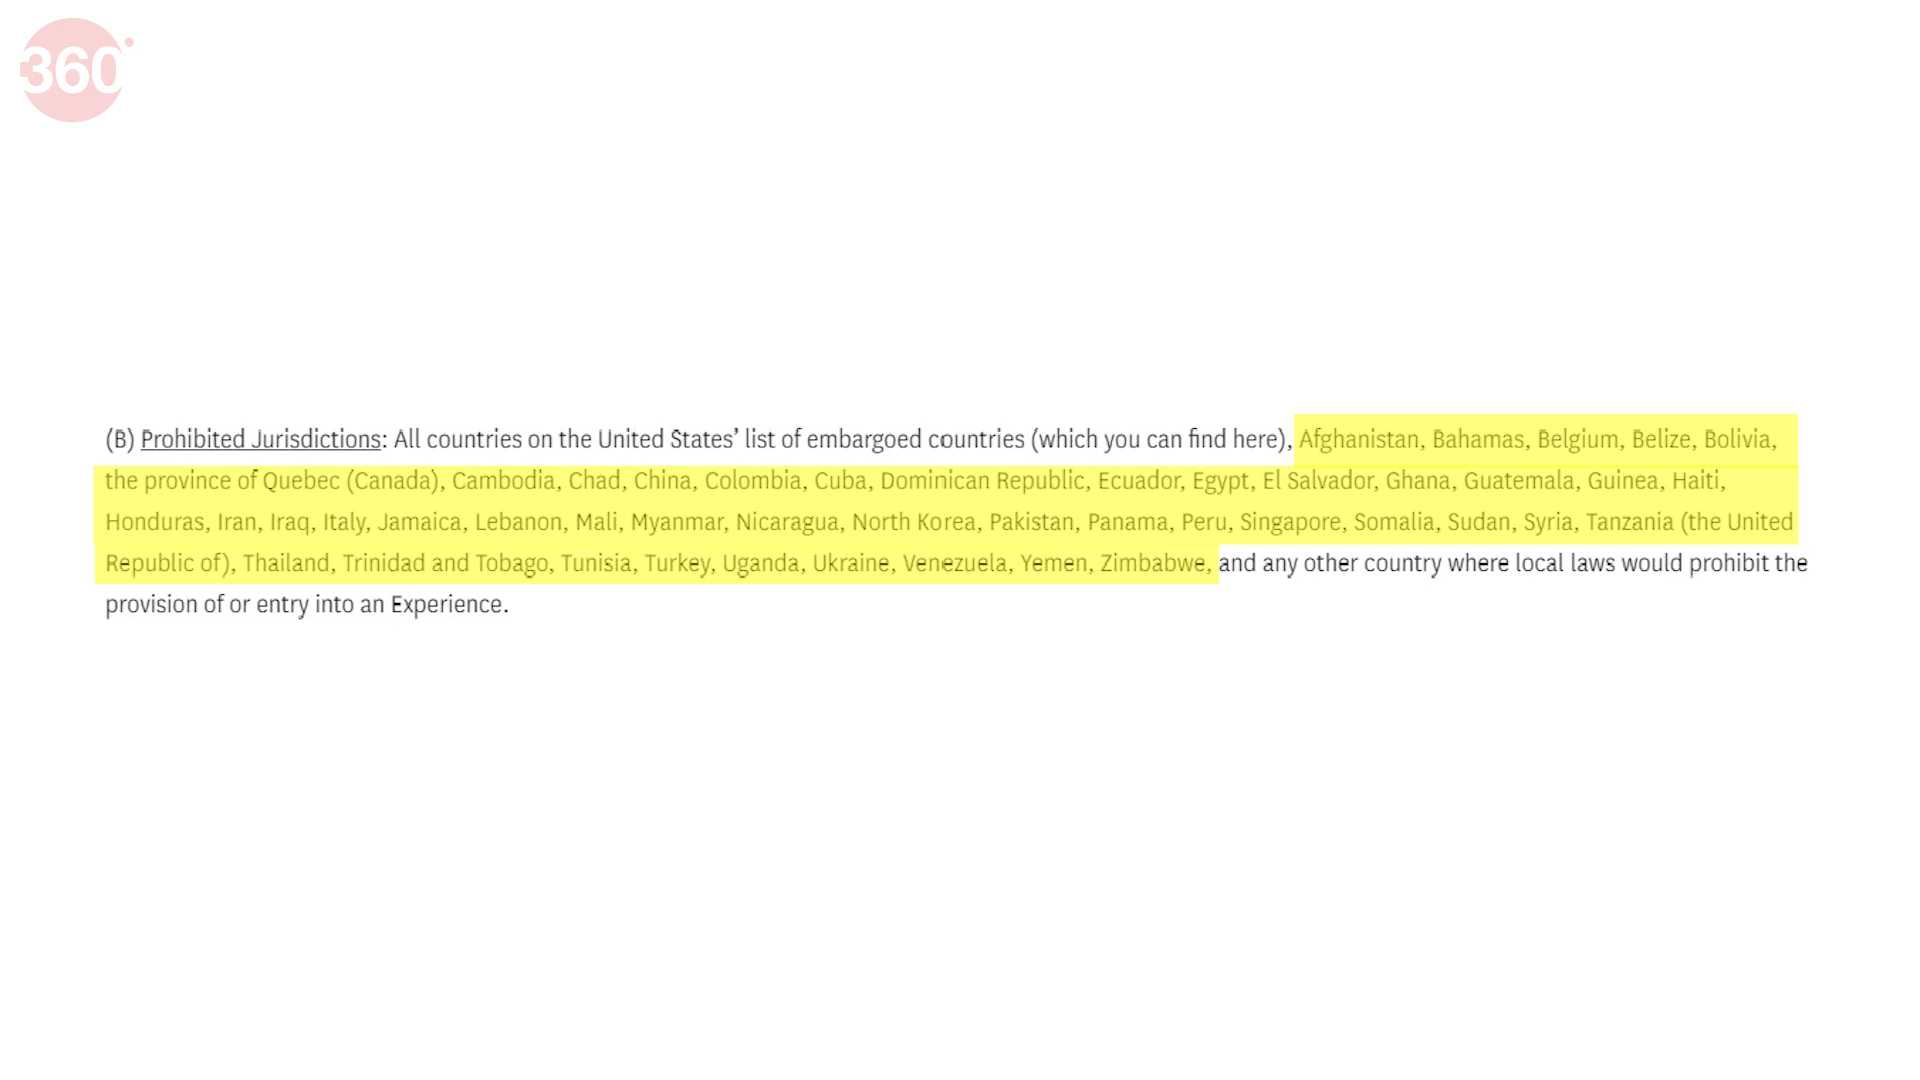 360°
(B) Prohibited Jurisdictions: All countries on the United States’ list of embargoed countries (which you can find here), Afghanistan, Bahamas, Belgium, Belize, Bolivia,
the province of Quebec (Canada), Cambodia, Chad, China, Colombia, Cuba, Dominican Republic, Ecuador, Egypt, El Salvador, Ghana, Guatemala, Guinea, Haiti,
Honduras, Iran, Iraq, Italy, Jamaica, Lebanon, Mali, Myanmar, Nicaragua, North Korea, Pakistan, Panama, Peru, Singapore, Somalia, Sudan, Syria, Tanzania (the United
Republic of), Thailand, Trinidad and Tobago, Tunisia, Turkey, Uganda, Ukraine, Venezuela, Yemen, Zimbabwe, and any other country where local laws would prohibit the
provision of or entry into an Experience.